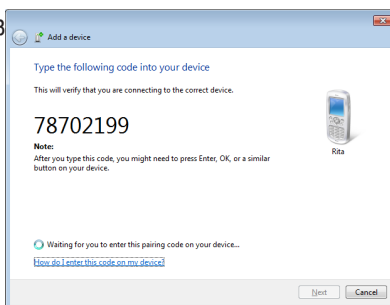 Add a device
Type the following code into your device
This will verify that you are connecting to the correct device.
78702199
Note:
After you type this code, you might need to press Enter, OK, or a similar
button on your device.
Rita
Waiting for you to enter this pairing code on your device...
How do I enter this code on my device?
Next Cancel